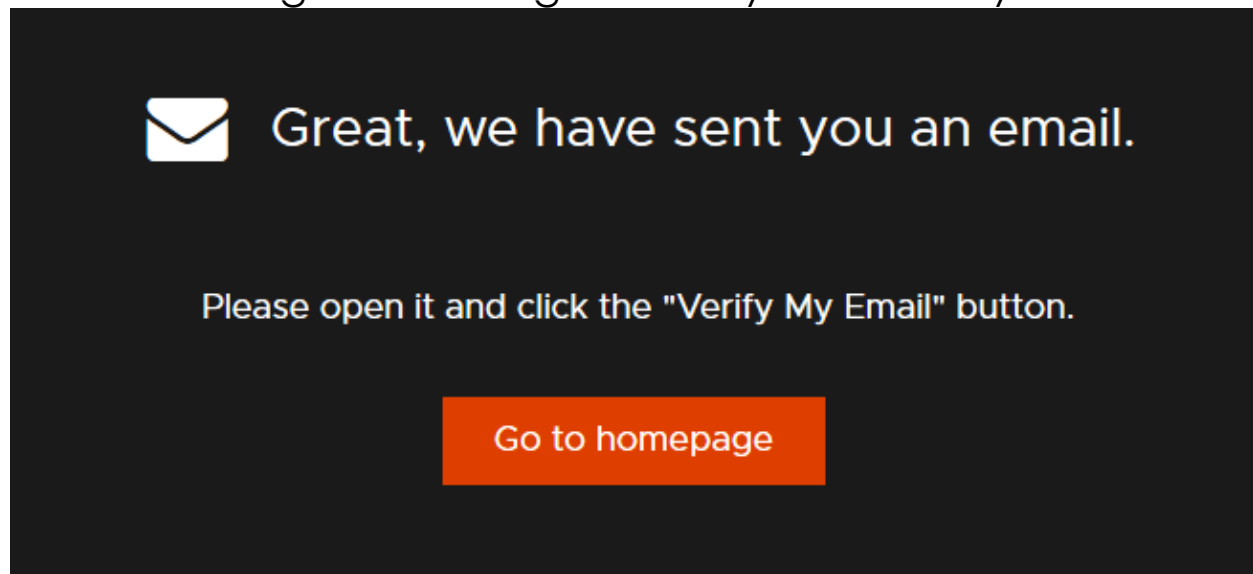 Great, we have sent you an email.
Please open it and click the "Verify My Email" button.
Go to homepage